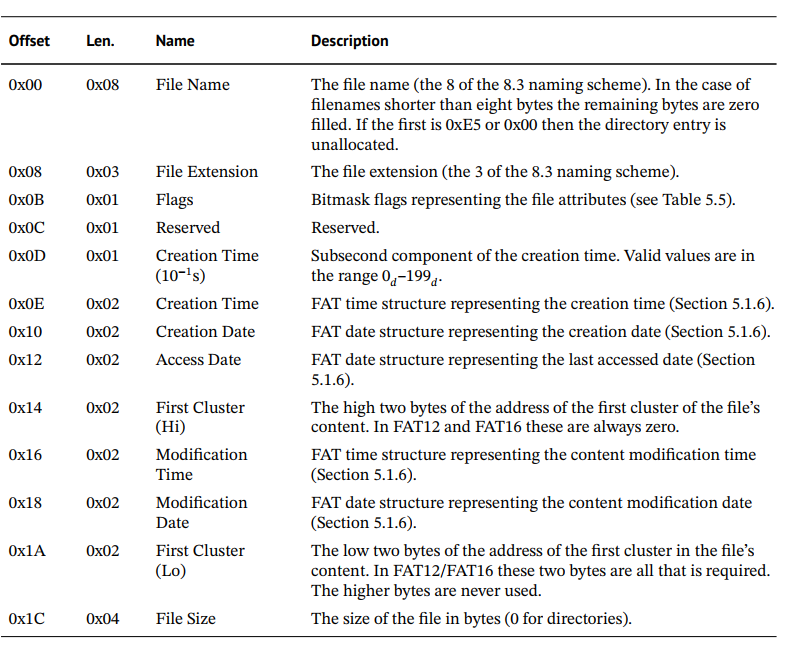 Offset Len. Name Description
0x00 0x08 File Name The file name (the 8 of the 8.3 naming scheme). In the case of
filenames shorter than eight bytes the remaining bytes are zero
filled. If the first is 0xE5 or 0x00 then the directory entry is
unallocated.
0x08 0x03 File Extension The file extension (the 3 of the 8.3 naming scheme).
0x0B 0x01 Flags Bitmask flags representing the file attributes (see Table 5.5).
0x0C 0x01 Reserved Reserved.
0x0D 0x01 Creation Time Subsecond component of the creation time. Valid values are in
(10⁻¹s) the range 0d–199d.
0x0E 0x02 Creation Time FAT time structure representing the creation time (Section 5.1.6).
0x10 0x02 Creation Date FAT date structure representing the creation date (Section 5.1.6).
0x12 0x02 Access Date FAT date structure representing the last accessed date (Section
5.1.6).
0x14 0x02 First Cluster The high two bytes of the address of the first cluster of the file's
(Hi) content. In FAT12 and FAT16 these are always zero.
0x16 0x02 Modification FAT time structure representing the content modification time
Time (Section 5.1.6).
0x18 0x02 Modification FAT date structure representing the content modification date
Date (Section 5.1.6).
0x1A 0x02 First Cluster The low two bytes of the address of the first cluster in the file's
(Lo) content. In FAT12/FAT16 these two bytes are all that is required.
The higher bytes are never used.
0x1C 0x04 File Size The size of the file in bytes (0 for directories).